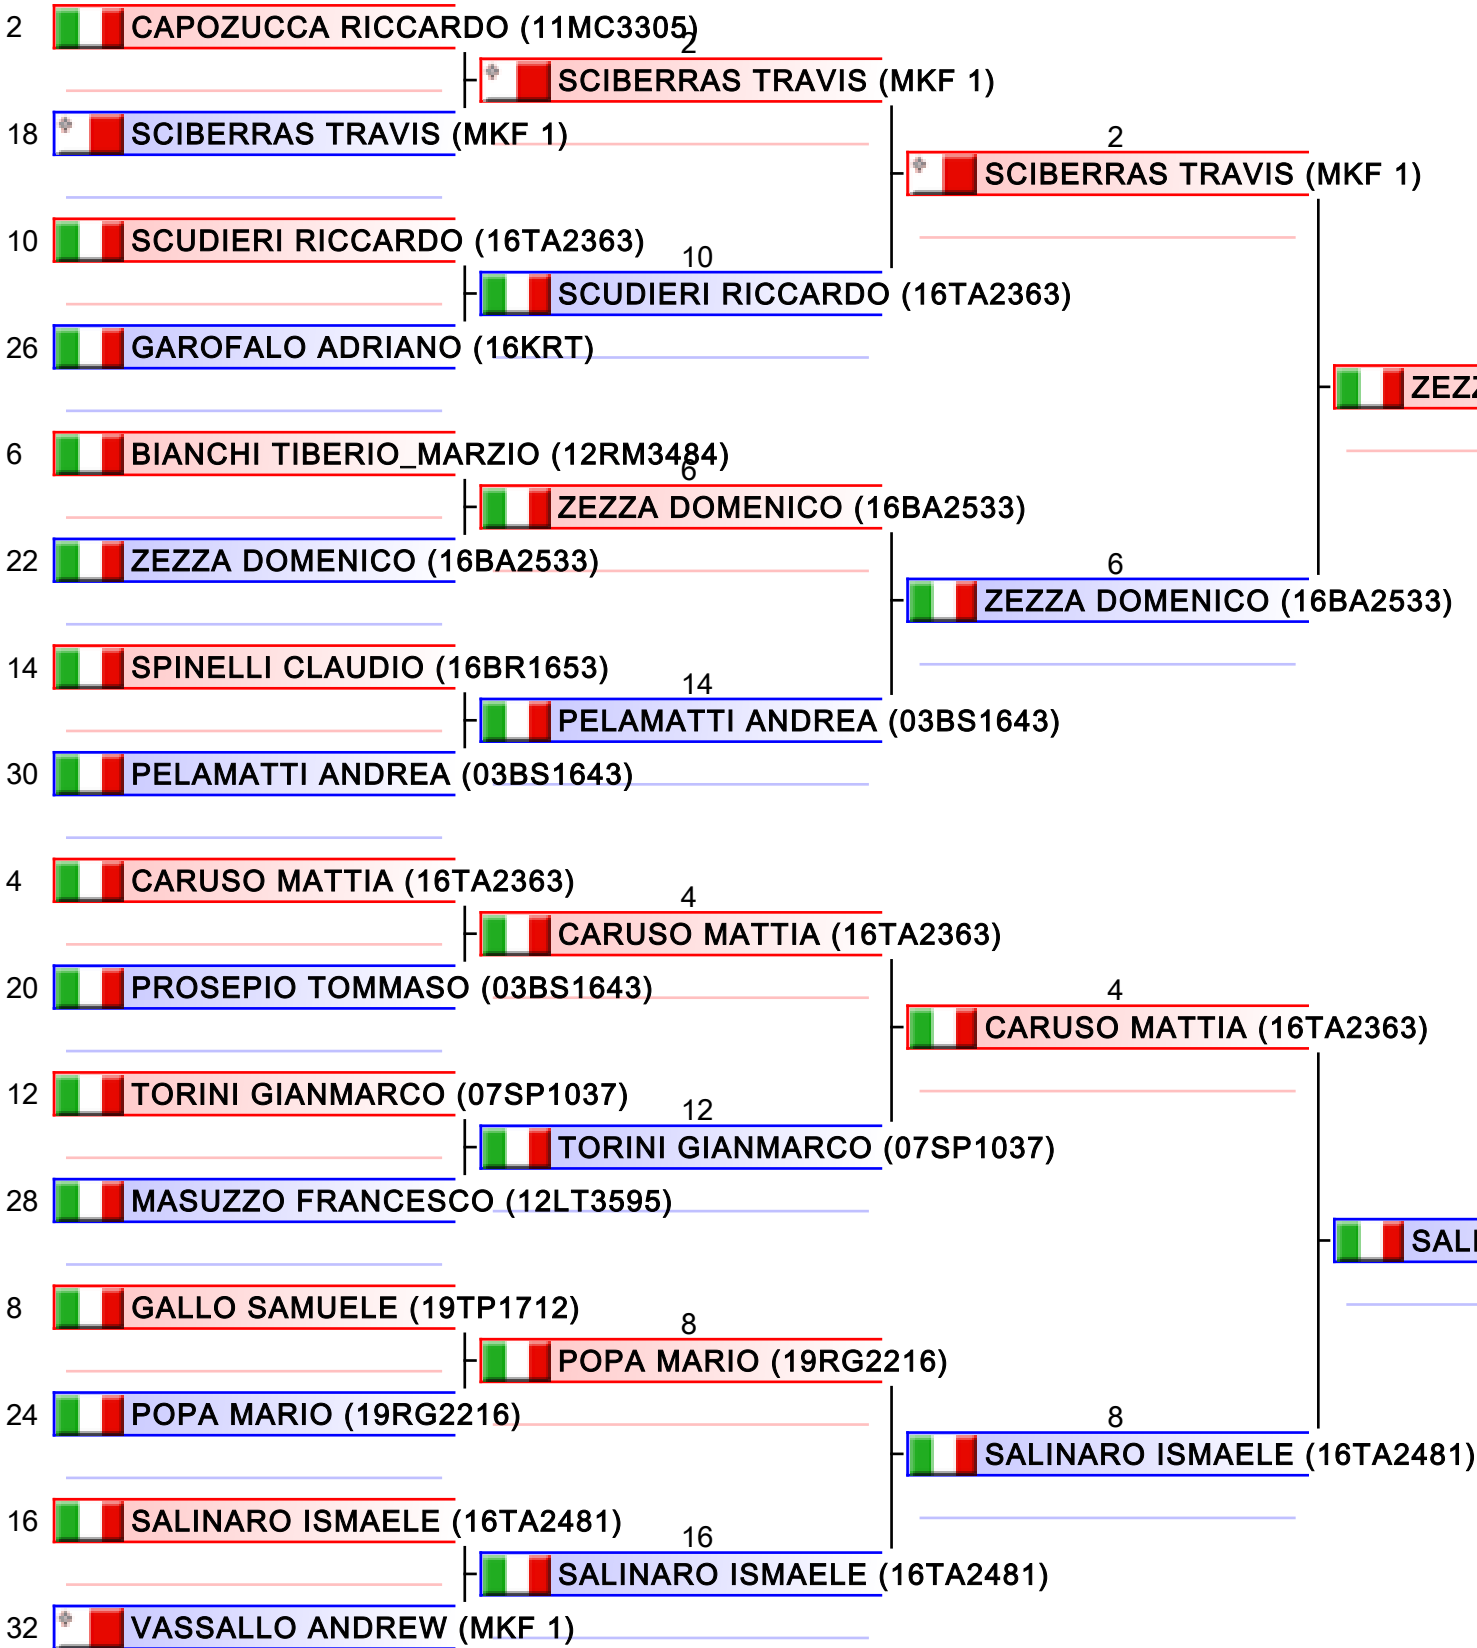 2 CAPOZUCCA RICCARDO (11MC3305)
2
SCIBERRAS TRAVIS (MKF 1)
18 SCIBERRAS TRAVIS (MKF 1)
2
SCIBERRAS TRAVIS (MKF 1)
10 SCUDIERI RICCARDO (16TA2363)
10
SCUDIERI RICCARDO (16TA2363)
26 GAROFALO ADRIANO (16KRT)
ZEZZ
6 BIANCHI TIBERIO_MARZIO (12RM3484)
6
ZEZZA DOMENICO (16BA2533)
22 ZEZZA DOMENICO (16BA2533)
6
ZEZZA DOMENICO (16BA2533)
14 SPINELLI CLAUDIO (16BR1653)
14
PELAMATTI ANDREA (03BS1643)
30 PELAMATTI ANDREA (03BS1643)
4 CARUSO MATTIA (16TA2363)
4
CARUSO MATTIA (16TA2363)
20 PROSEPIO TOMMASO (03BS1643)
4
CARUSO MATTIA (16TA2363)
12 TORINI GIANMARCO (07SP1037)
12
TORINI GIANMARCO (07SP1037)
28 MASUZZO FRANCESCO (12LT3595)
SALI
8 GALLO SAMUELE (19TP1712)
8
POPA MARIO (19RG2216)
24 POPA MARIO (19RG2216)
8
SALINARO ISMAELE (16TA2481)
16 SALINARO ISMAELE (16TA2481)
16
SALINARO ISMAELE (16TA2481)
32 VASSALLO ANDREW (MKF 1)